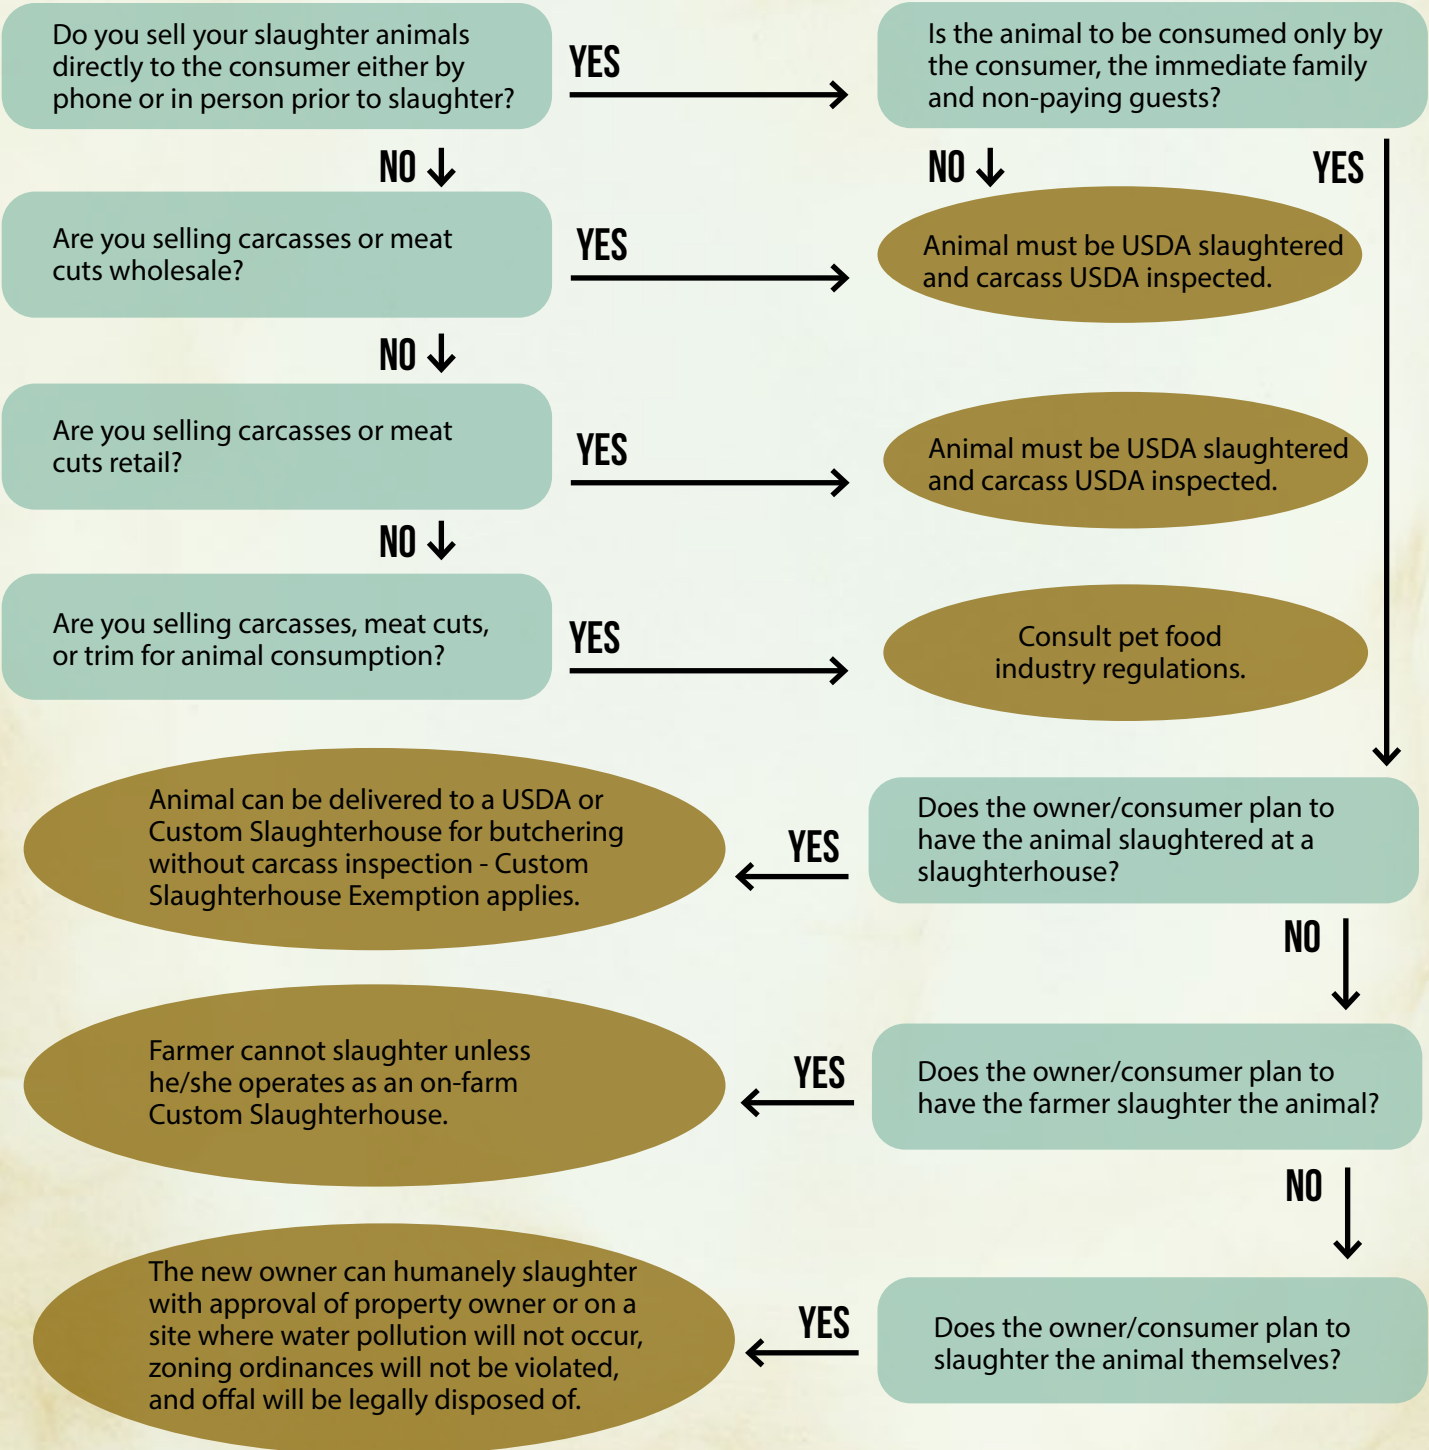 Do you sell your slaughter animals
directly to the consumer either by
phone or in person prior to slaughter?
YES
Is the animal to be consumed only by
the consumer, the immediate family
and non-paying guests?
NO
NO
YES
Are you selling carcasses or meat
cuts wholesale?
YES
Animal must be USDA slaughtered
and carcass USDA inspected.
NO
Are you selling carcasses or meat
cuts retail?
YES
Animal must be USDA slaughtered
and carcass USDA inspected.
NO
Are you selling carcasses, meat cuts,
or trim for animal consumption?
YES
Consult pet food
industry regulations.
Does the owner/consumer plan to
have the animal slaughtered at a
slaughterhouse?
YES
Animal can be delivered to a USDA or
Custom Slaughterhouse for butchering
without carcass inspection - Custom
Slaughterhouse Exemption applies.
NO
Does the owner/consumer plan to
have the farmer slaughter the animal?
YES
Farmer cannot slaughter unless
he/she operates as an on-farm
Custom Slaughterhouse.
NO
Does the owner/consumer plan to
slaughter the animal themselves?
YES
The new owner can humanely slaughter
with approval of property owner or on a
site where water pollution will not occur,
zoning ordinances will not be violated,
and offal will be legally disposed of.